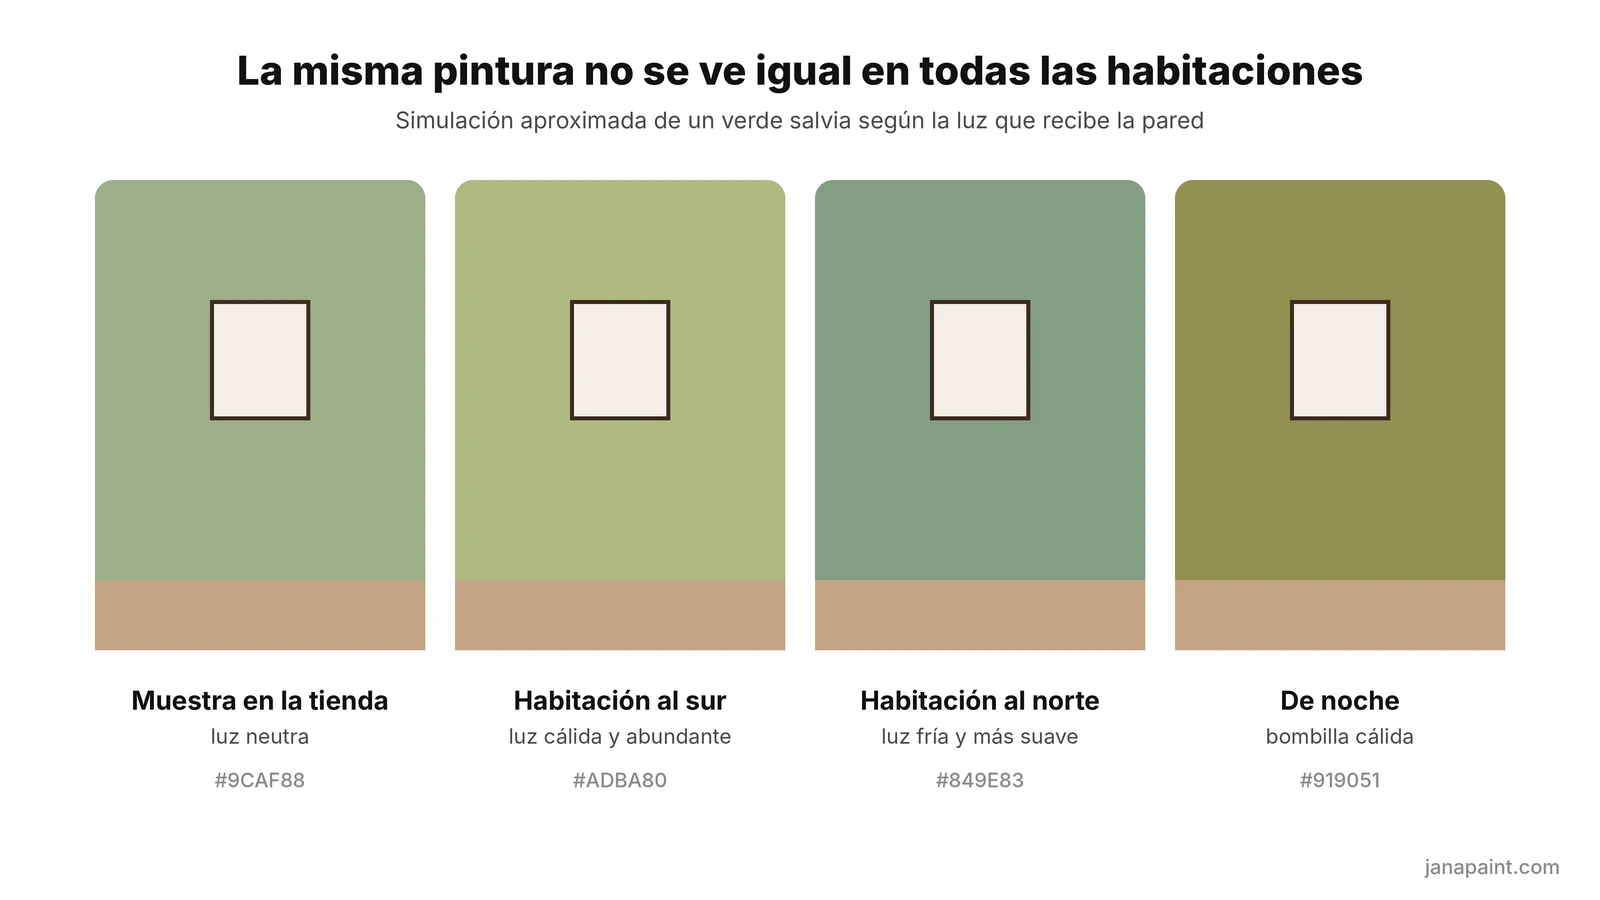 La misma pintura no se ve igual en todas las habitaciones
Simulación aproximada de un verde salvia según la luz que recibe la pared
Muestra en la tienda
luz neutra
#9CAF88
Habitación al sur
luz cálida y abundante
#ADBA80
Habitación al norte
luz fría y más suave
#849E83
De noche
bombilla cálida
#919051
janapaint.com